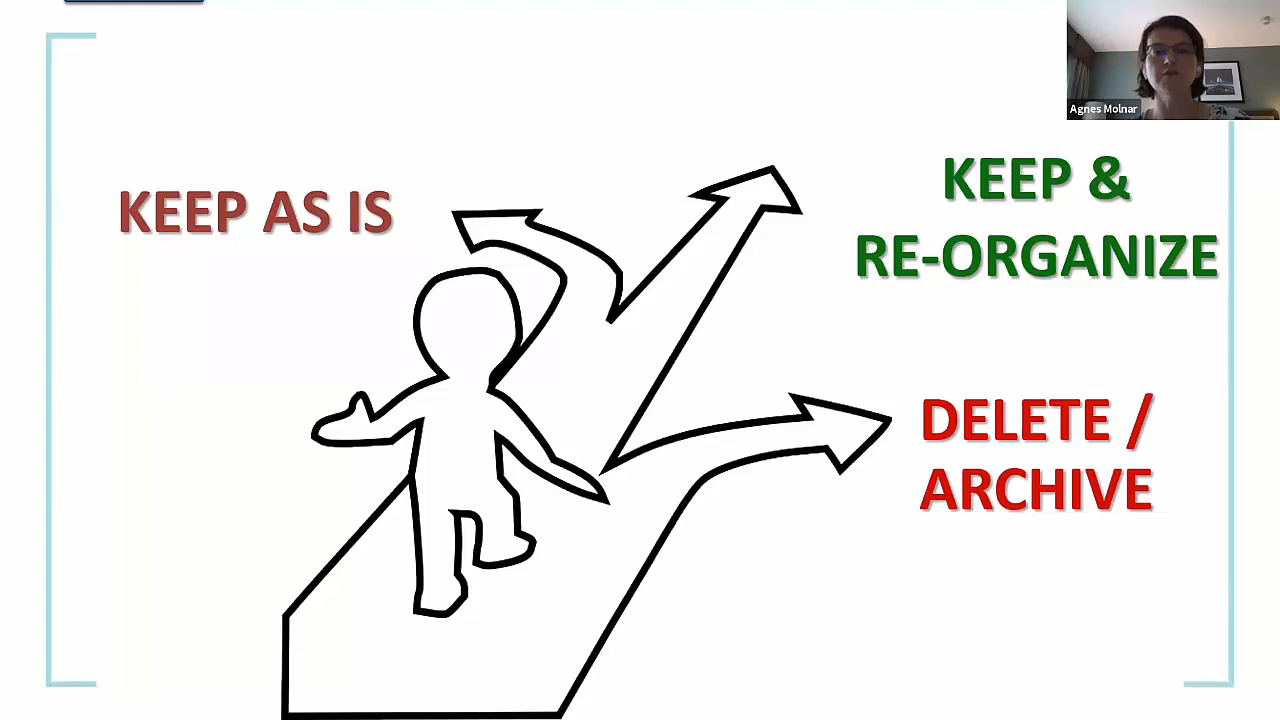 Agnes Molnar
KEEP AS IS
KEEP &
RE-ORGANIZE
DELETE /
ARCHIVE